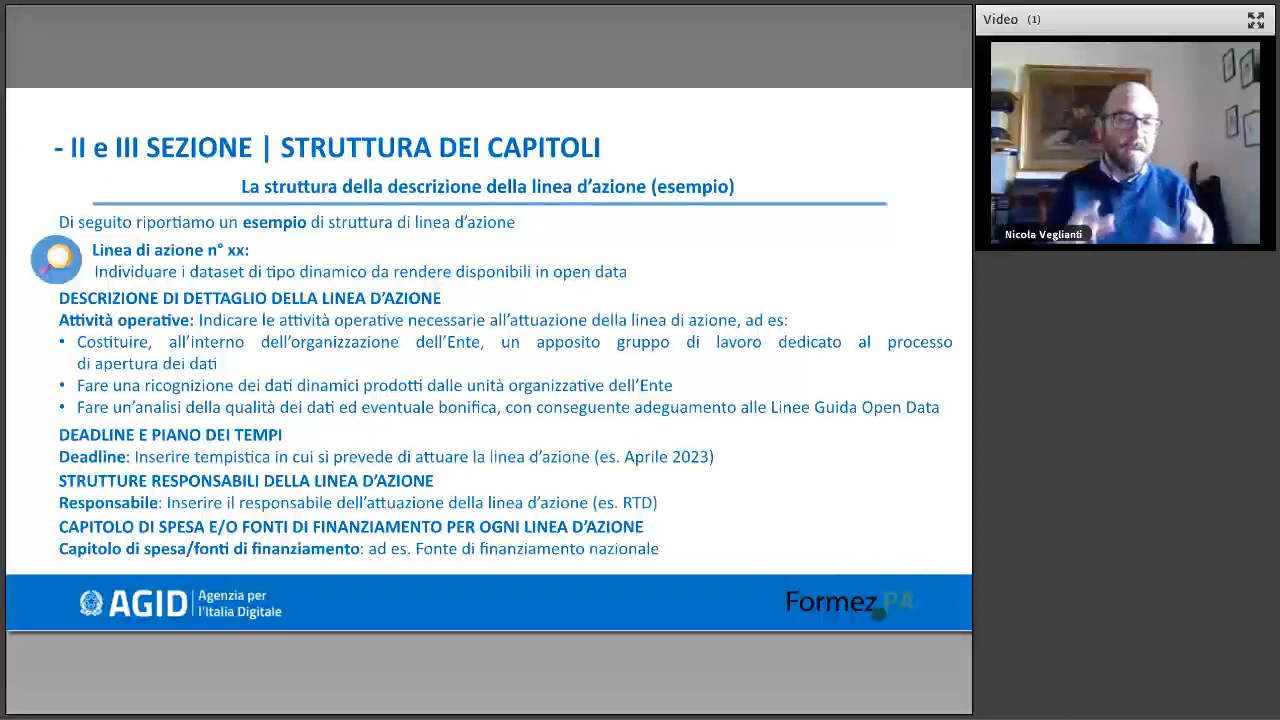 Video (1)
- II e III SEZIONE | STRUTTURA DEI CAPITOLI
La struttura della descrizione della linea d'azione (esempio)
Di seguito riportiamo un esempio di struttura di linea d'azione
Linea di azione n° xx:
Individuare i dataset di tipo dinamico da rendere disponibili in open data
DESCRIZIONE DI DETTAGLIO DELLA LINEA D'AZIONE
Attività operative: Indicare le attività operative necessarie all'attuazione della linea di azione, ad es:
• Costituire, all'interno dell'organizzazione dell'Ente, un apposito gruppo di lavoro dedicato al processo
di apertura dei dati
• Fare una ricognizione dei dati dinamici prodotti dalle unità organizzative dell'Ente
• Fare un'analisi della qualità dei dati ed eventuale bonifica, con conseguente adeguamento alle Linee Guida Open Data
DEADLINE E PIANO DEI TEMPI
Deadline: Inserire tempistica in cui si prevede di attuare la linea d'azione (es. Aprile 2023)
STRUTTURE RESPONSABILI DELLA LINEA D'AZIONE
Responsabile: Inserire il responsabile dell'attuazione della linea d'azione (es. RTD)
CAPITOLO DI SPESA E/O FONTI DI FINANZIAMENTO PER OGNI LINEA D'AZIONE
Capitolo di spesa/fonti di finanziamento: ad es. Fonte di finanziamento nazionale
AGID Agenzia per
l'Italia Digitale
Formez PA
Nicola Veglianti